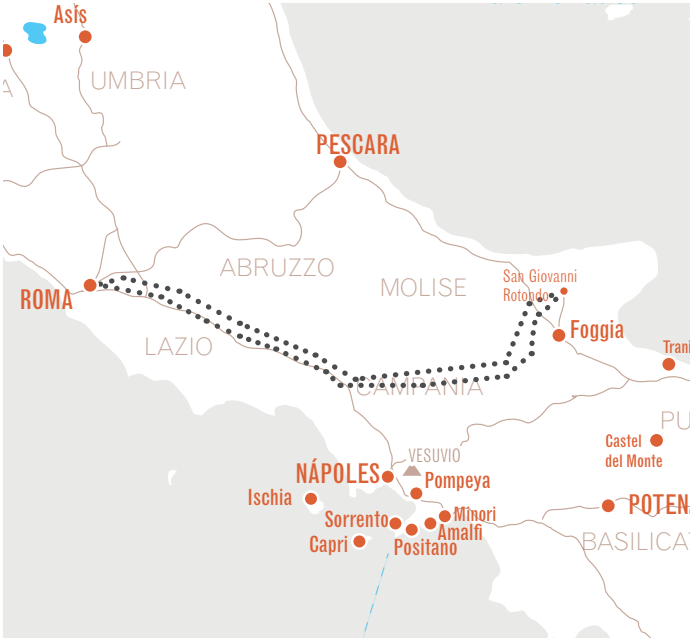 Asís
UMBRIA
PESCARA
ABRUZZO
MOLISE
San Giovanni
Rotondo
ROMA
Foggia
LAZIO
Trani
CAMPANIA
PU
Castel
del Monte
VESUVIO
NÁPOLES
Pompeya
Ischia
POTEN
Sorrento
Minori
Amalfi
Capri
Positano
BASILICAT